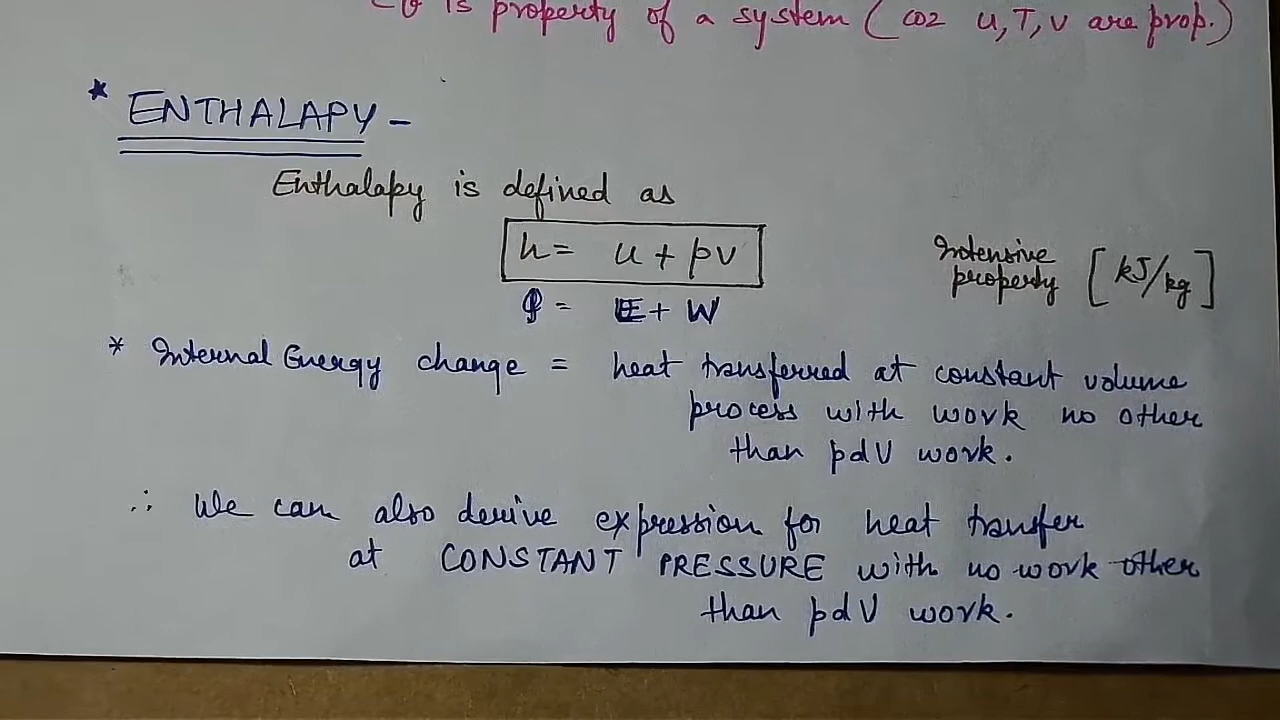 is property of a system (coz u, T, v are prop.)
* ENTHALAPY -
Enthalapy is defined as
h = u + pv
Intensive property [kJ/kg]
= E + W
* Internal Energy change = heat transferred at constant volume
process with work no other
than pdV work.
∴ We can also derive expression for heat transfer
at CONSTANT PRESSURE with no work other
than pdV work.